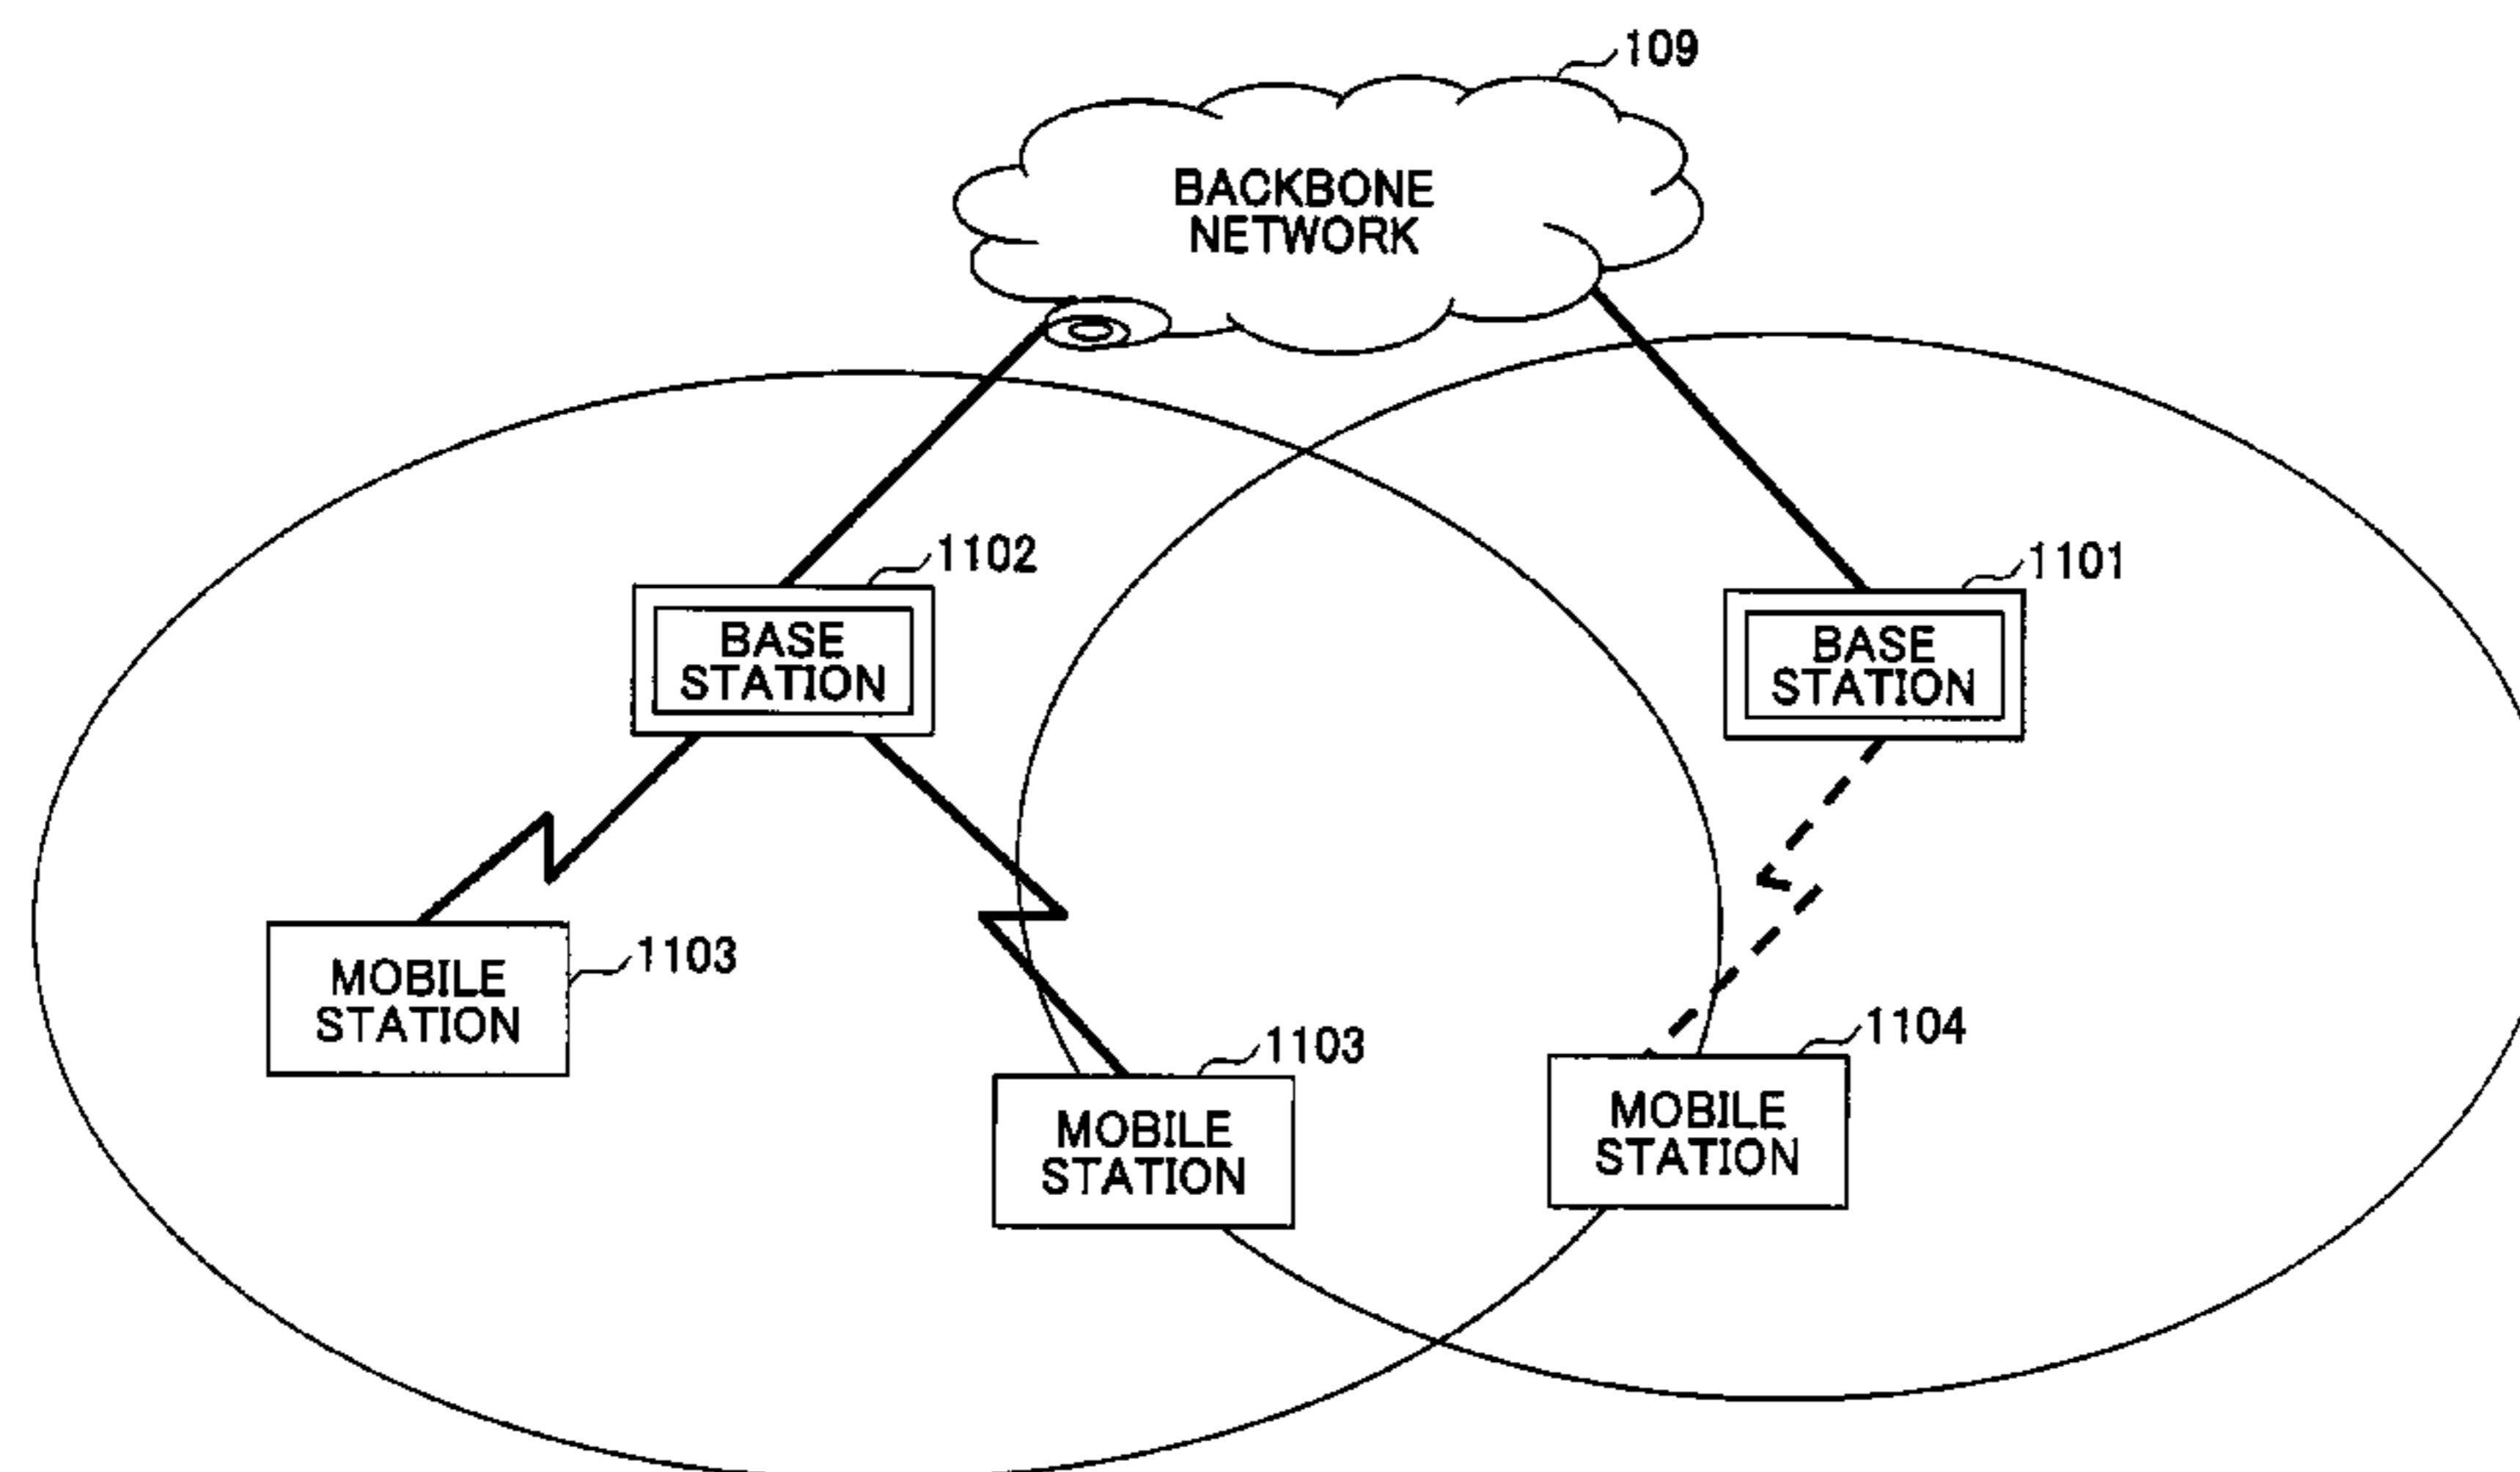 109
BACKBONE
NETWORK
1102
BASE
STATION
1101
BASE
STATION
1103
MOBILE
STATION
1103
MOBILE
STATION
1104
MOBILE
STATION